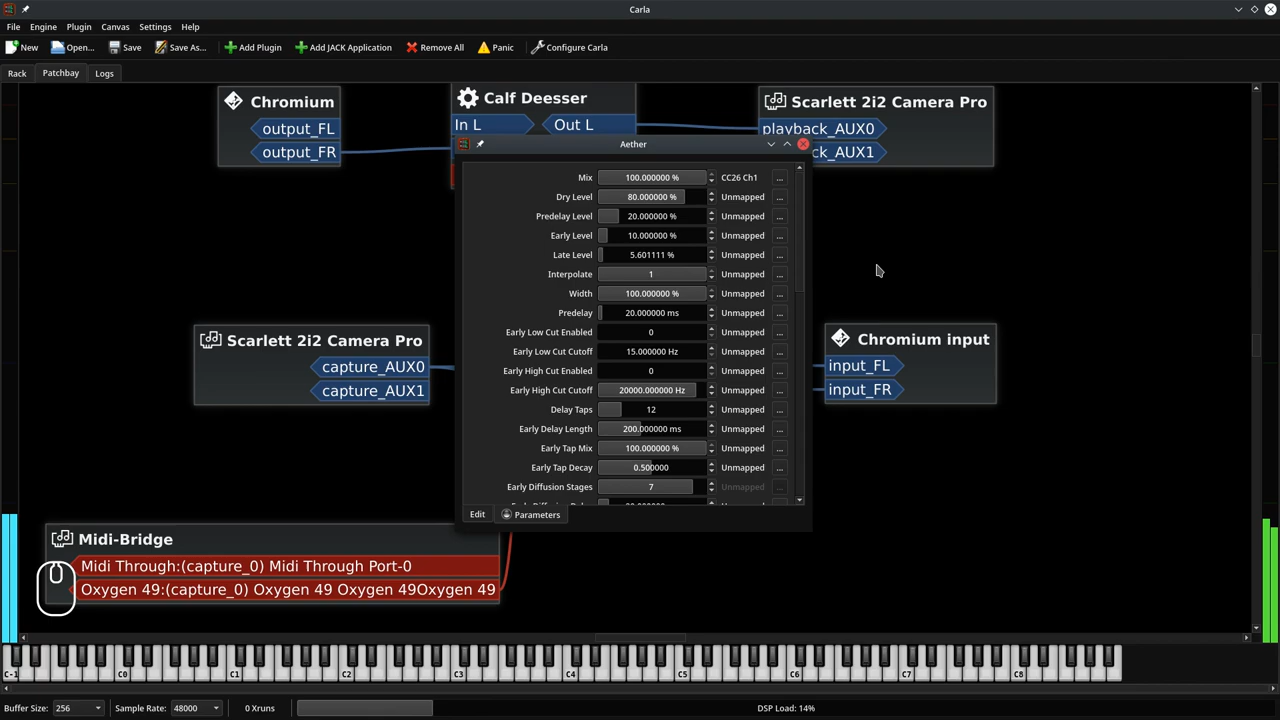 Carla
File Engine Plugin Canvas Settings Help
New Open... Save Save As... Add Plugin Add JACK Application Remove All Panic Configure Carla
Rack Patchbay Logs
Chromium
output_FL
output_FR
Calf Deesser
In L Out L
Scarlett 2i2 Camera Pro
playback_AUX0
ck_AUX1
Aether
Mix 100.000000 % CC26 Ch1 ...
Dry Level 80.000000 % Unmapped ...
Predelay Level 20.000000 % Unmapped ...
Early Level 10.000000 % Unmapped ...
Late Level 5.601111 % Unmapped ...
Interpolate 1 Unmapped ...
Width 100.000000 % Unmapped ...
Predelay 20.000000 ms Unmapped ...
Early Low Cut Enabled 0 Unmapped ...
Early Low Cut Cutoff 15.000000 Hz Unmapped ...
Early High Cut Enabled 0 Unmapped ...
Early High Cut Cutoff 20000.000000 Hz Unmapped ...
Delay Taps 12 Unmapped ...
Early Delay Length 200.000000 ms Unmapped ...
Early Tap Mix 100.000000 % Unmapped ...
Early Tap Decay 0.500000 Unmapped ...
Early Diffusion Stages 7 Unmapped ...
Edit Parameters
Scarlett 2i2 Camera Pro
capture_AUX0
capture_AUX1
Chromium input
input_FL
input_FR
Midi-Bridge
Midi Through:(capture_0) Midi Through Port-0
Oxygen 49:(capture_0) Oxygen 49 Oxygen 49Oxygen 49
C-1 C0 C1 C2 C3 C4 C5 C6 C7 C8
Buffer Size: 256 Sample Rate: 48000 0 Xruns DSP Load: 14%